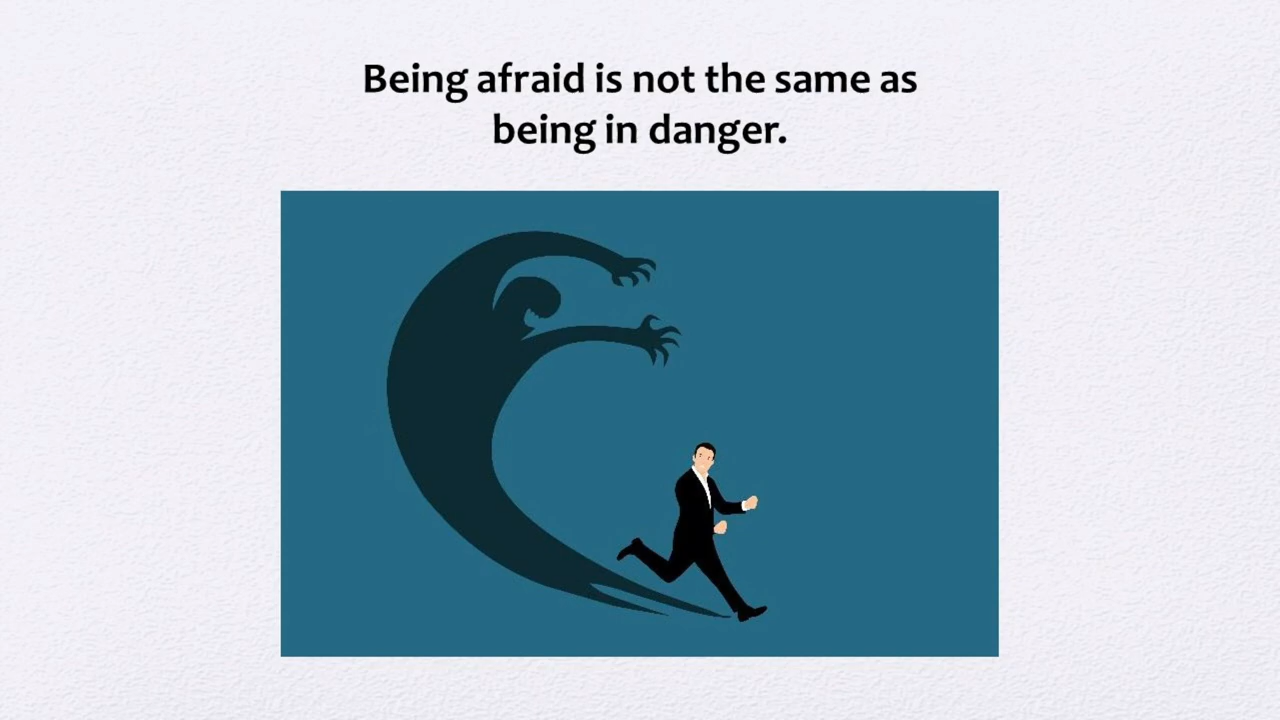 Being afraid is not the same as
being in danger.